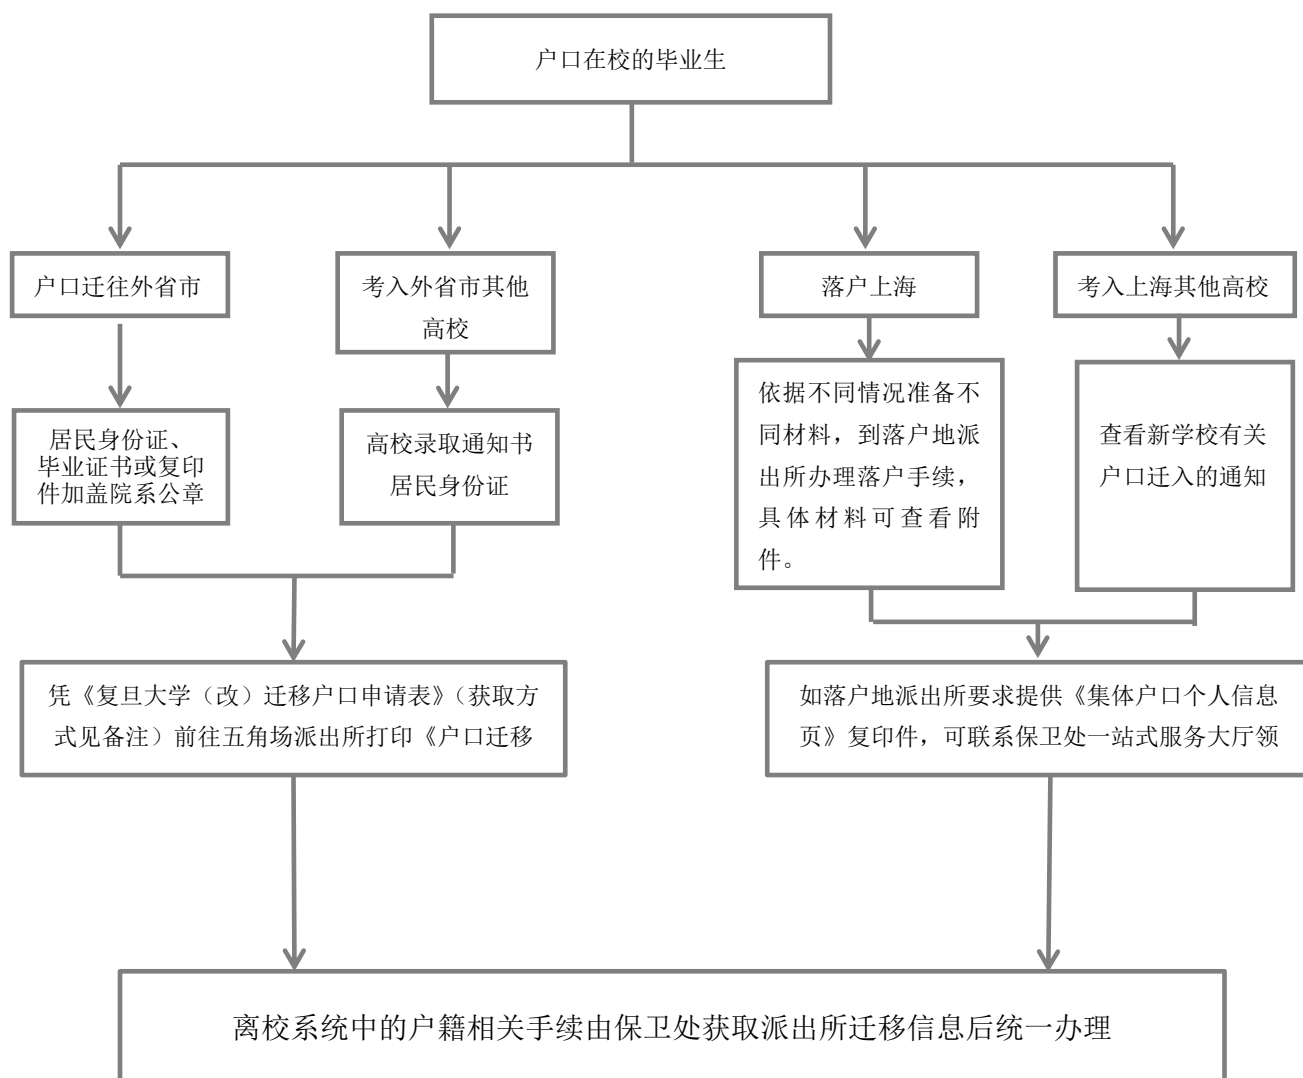 户口在校的毕业生
户口迁往外省市
考入外省市其他
高校
落户上海
考入上海其他高校
居民身份证、
毕业证书或复印
件加盖院系公章
高校录取通知书
居民身份证
依据不同情况准备不
同材料，到落户地派
出所办理落户手续，
具体材料可查看附
件。
查看新学校有关
户口迁入的通知
凭《复旦大学（改）迁移户口申请表》（获取方
式见备注）前往五角场派出所打印《户口迁移
如落户地派出所要求提供《集体户口个人信息
页》复印件，可联系保卫处一站式服务大厅领
离校系统中的户籍相关手续由保卫处获取派出所迁移信息后统一办理